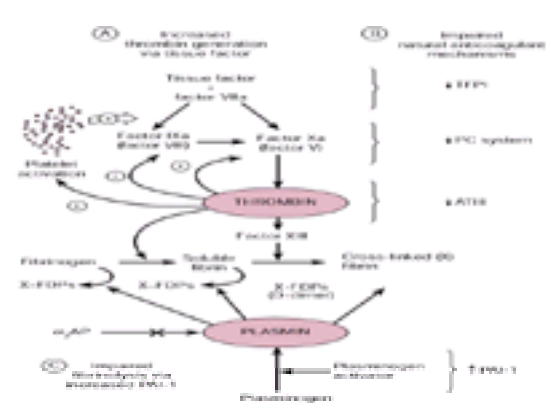 A
Increased
thrombin generation
via tissue factor
B
Impaired
natural anticoagulant
mechanisms
Tissue factor
+
factor VIIa
↓ TFPI
Factor IXa
(factor VIII)
Factor Xa
(factor V)
↓ PC system
Platelet
activation
THROMBIN
↓ ATIII
Factor XIII
Fibrinogen
Soluble
fibrin
Cross-linked
fibrin
X-FDPs
X-FDPs
X-FDPs
(D-dimer)
PLASMIN
C
Impaired
fibrinolysis via
increased PAI-1
Plasminogen
activator
↑ PAI-1
Plasminogen